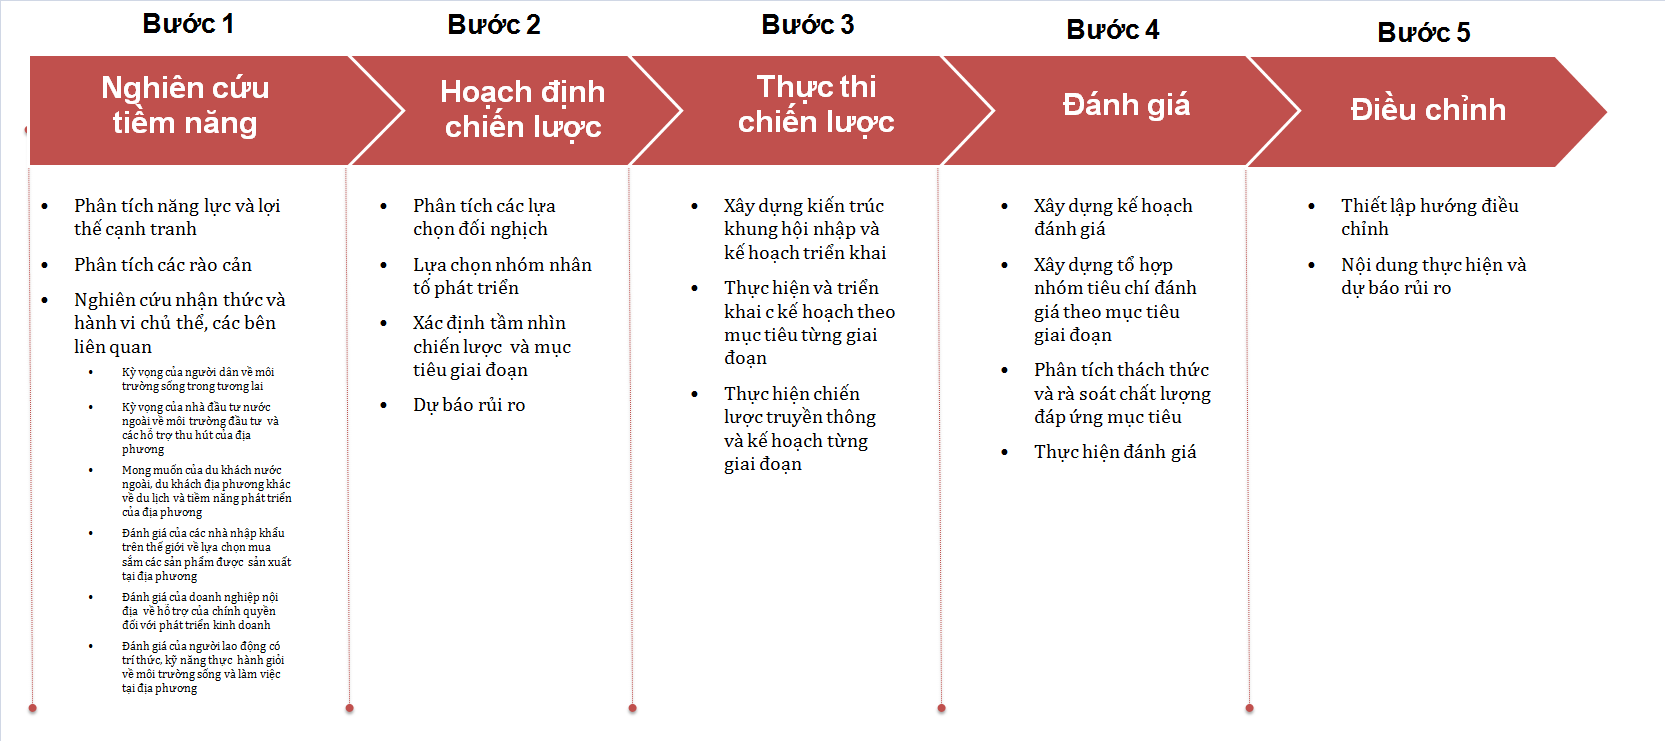 Bước 1
Nghiên cứu
tiềm năng
• Phân tích năng lực và lợi
thế cạnh tranh
• Phân tích các rào cản
• Nghiên cứu nhận thức và
hành vi chủ thể, các bên
liên quan
• Kỳ vọng của người dân về môi
trường sống trong tương lai
• Kỳ vọng của nhà đầu tư nước
ngoài về môi trường đầu tư và
các hỗ trợ thu hút của địa
phương
• Mong muốn của du khách nước
ngoài, du khách địa phương khác
về du lịch và tiềm năng phát triển
của địa phương
• Đánh giá của các nhà nhập khẩu
trên thế giới về lựa chọn mua
sắm các sản phẩm được sản xuất
tại địa phương
• Đánh giá của doanh nghiệp nội
địa về hỗ trợ của chính quyền
đối với phát triển kinh doanh
• Đánh giá của người lao động có
trí thức, kỹ năng thực hành giỏi
về môi trường sống và làm việc
tại địa phương
Bước 2
Hoạch định
chiến lược
• Phân tích các lựa
chọn đối nghịch
• Lựa chọn nhóm nhân
tố phát triển
• Xác định tầm nhìn
chiến lược và mục
tiêu giai đoạn
• Dự báo rủi ro
Bước 3
Thực thi
chiến lược
• Xây dựng kiến trúc
khung hội nhập và
kế hoạch triển khai
• Thực hiện và triển
khai c kế hoạch theo
mục tiêu từng giai
đoạn
• Thực hiện chiến
lược truyền thông
và kế hoạch từng
giai đoạn
Bước 4
Đánh giá
• Xây dựng kế hoạch
đánh giá
• Xây dựng tổ hợp
nhóm tiêu chí đánh
giá theo mục tiêu
giai đoạn
• Phân tích thách thức
và rà soát chất lượng
đáp ứng mục tiêu
• Thực hiện đánh giá
Bước 5
Điều chỉnh
• Thiết lập hướng điều
chỉnh
• Nội dung thực hiện và
dự báo rủi ro